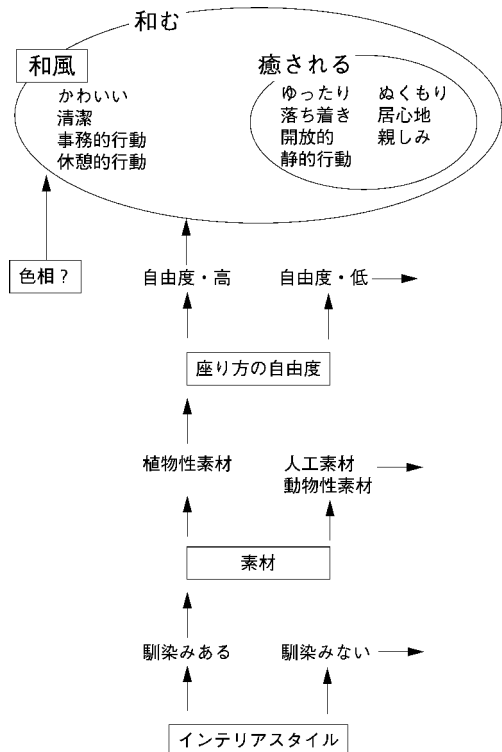 和む
和風
癒される
かわいい
清潔
事務的行動
休憩的行動
ゆったり ぬくもり
落ち着き 居心地
開放的 親しみ
静的行動
色相？
自由度・高 自由度・低
座り方の自由度
植物性素材 人工素材
動物性素材
素材
馴染みある 馴染みない
インテリアスタイル